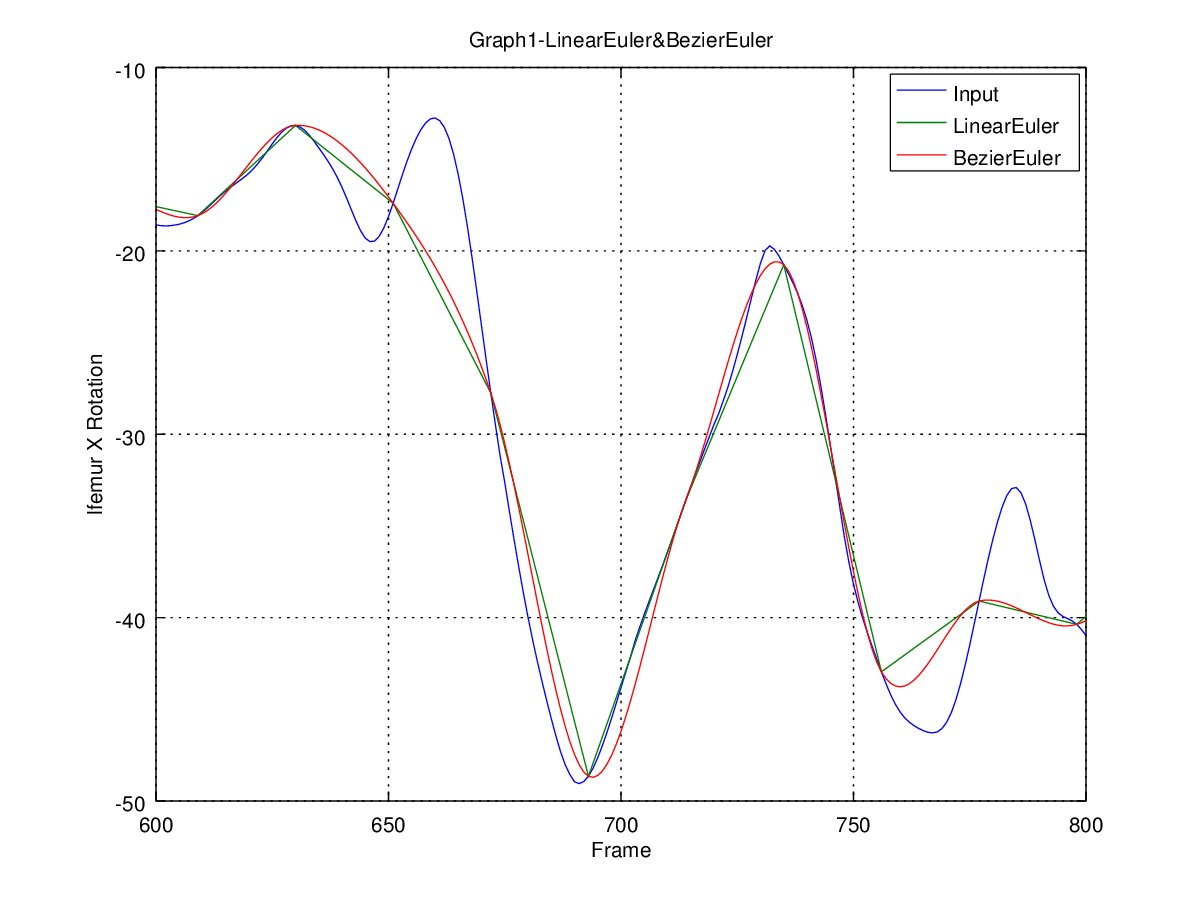 Graph1-LinearEuler&BezierEuler
-10
-20
-30
-40
-50
lfemur X Rotation
Input
LinearEuler
BezierEuler
600
650
700
750
800
Frame